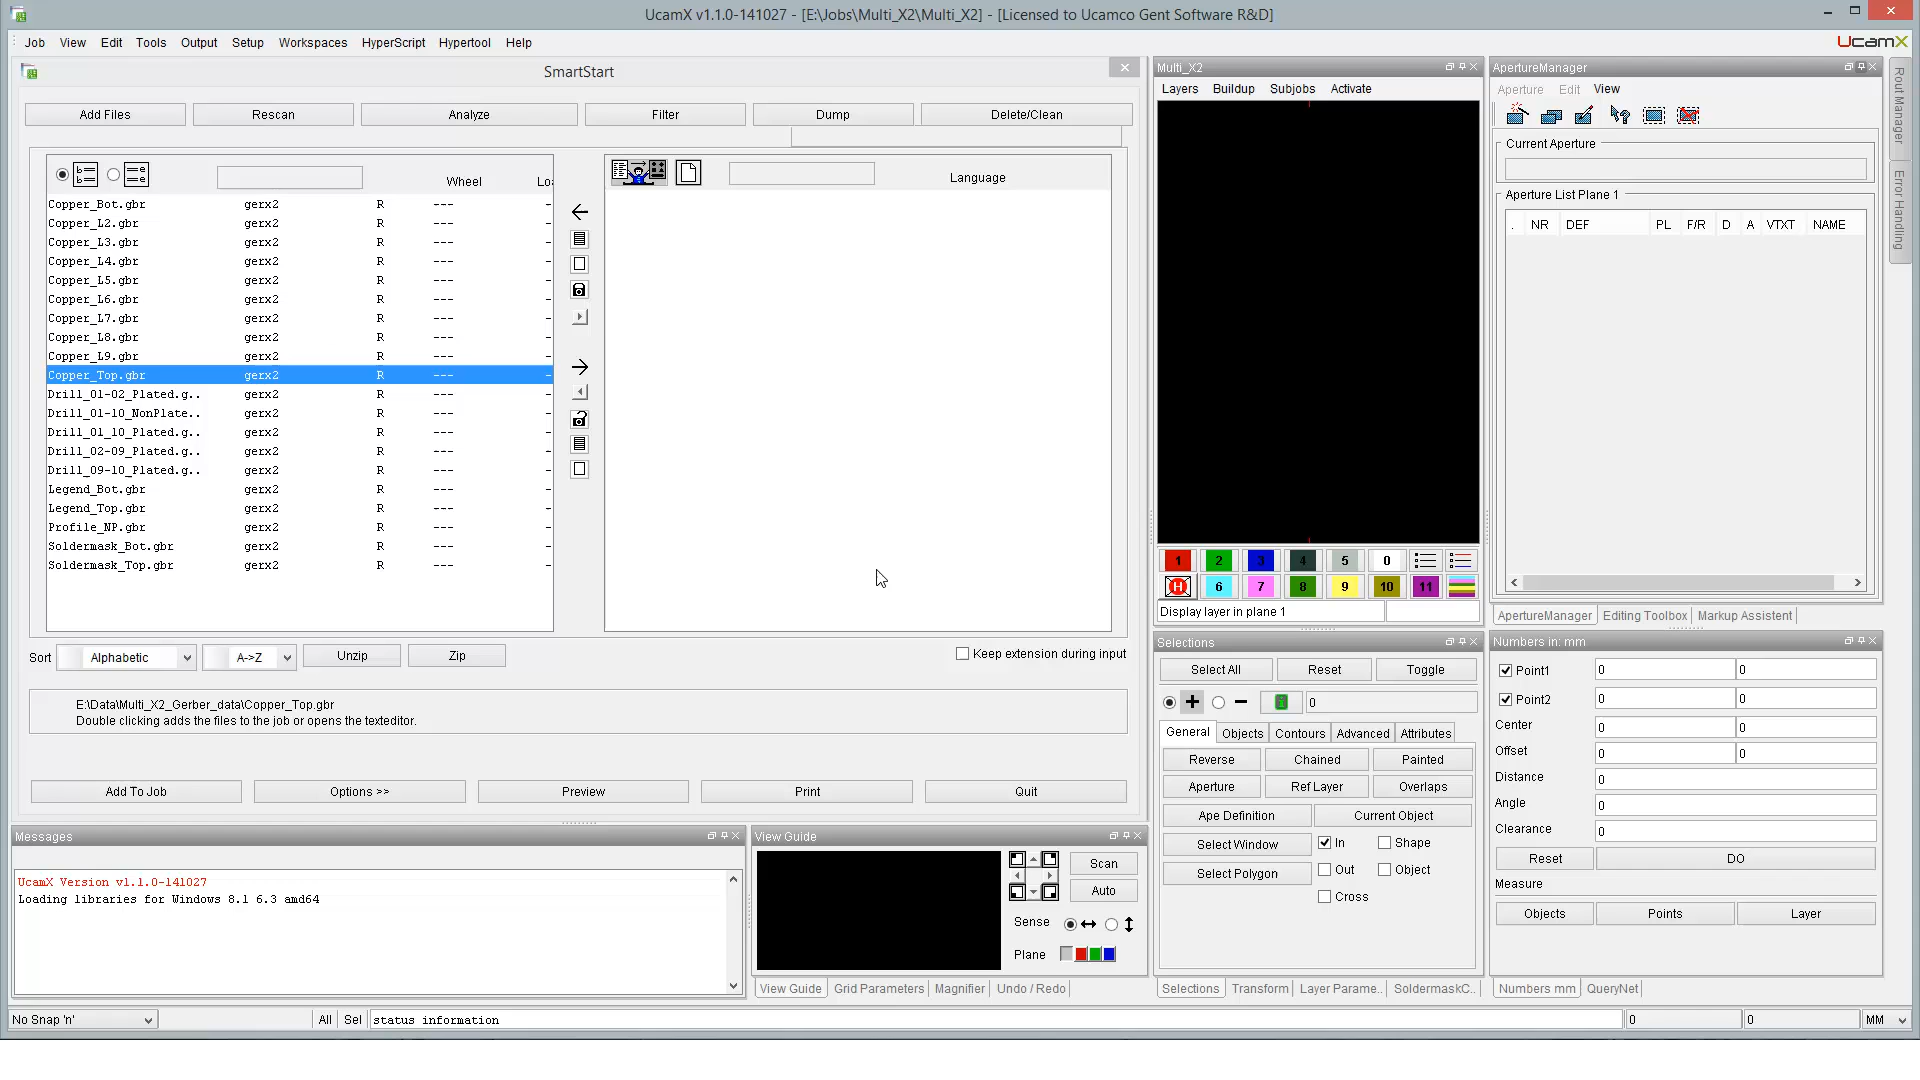 UcamX v1.1.0-141027 - [E:\Jobs\Multi_X2\Multi_X2] - [Licensed to Ucamco Gent Software R&D]
Job View Edit Tools Output Setup Workspaces HyperScript Hypertool Help
UcamX
SmartStart
Add Files Rescan Analyze Filter Dump Delete/Clean
Wheel Lo
Language
Copper_Bot.gbr gerx2 R --- -
Copper_L2.gbr gerx2 R --- -
Copper_L3.gbr gerx2 R --- -
Copper_L4.gbr gerx2 R --- -
Copper_L5.gbr gerx2 R --- -
Copper_L6.gbr gerx2 R --- -
Copper_L7.gbr gerx2 R --- -
Copper_L8.gbr gerx2 R --- -
Copper_L9.gbr gerx2 R --- -
Copper_Top.gbr gerx2 R --- -
Drill_01-02_Plated.g.. gerx2 R --- -
Drill_01-10_NonPlate.. gerx2 R --- -
Drill_01_10_Plated.g.. gerx2 R --- -
Drill_02-09_Plated.g.. gerx2 R --- -
Drill_09-10_Plated.g.. gerx2 R --- -
Legend_Bot.gbr gerx2 R --- -
Legend_Top.gbr gerx2 R --- -
Profile_NP.gbr gerx2 R --- -
Soldermask_Bot.gbr gerx2 R --- -
Soldermask_Top.gbr gerx2 R --- -
Sort Alphabetic A->Z Unzip Zip Keep extension during input
E:\Data\Multi_X2_Gerber_data\Copper_Top.gbr
Double clicking adds the files to the job or opens the texteditor.
Add To Job Options >> Preview Print Quit
Messages
UcamX Version v1.1.0-141027
Loading libraries for Windows 8.1 6.3 amd64
View Guide
Scan
Auto
Sense
Plane
View Guide Grid Parameters Magnifier Undo / Redo
Multi_X2
Layers Buildup Subjobs Activate
1 2 3 4 5 0
H 6 7 8 9 10 11
Display layer in plane 1
Selections
Select All Reset Toggle
+ - i 0
General Objects Contours Advanced Attributes
Reverse Chained Painted
Aperture Ref Layer Overlaps
Ape Definition Current Object
Select Window In Shape
Select Polygon Out Object
Cross
Selections Transform Layer Parame.. SoldermaskC..
ApertureManager
Aperture Edit View
Current Aperture
Aperture List Plane 1
. NR DEF PL F/R D A VTXT NAME
ApertureManager Editing Toolbox Markup Assistent
Rout Manager
Error Handling
Numbers in: mm
Point1 0 0
Point2 0 0
Center 0 0
Offset 0 0
Distance 0
Angle 0
Clearance 0
Reset DO
Measure
Objects Points Layer
Numbers mm QueryNet
No Snap 'n' All Sel status information 0 0 MM